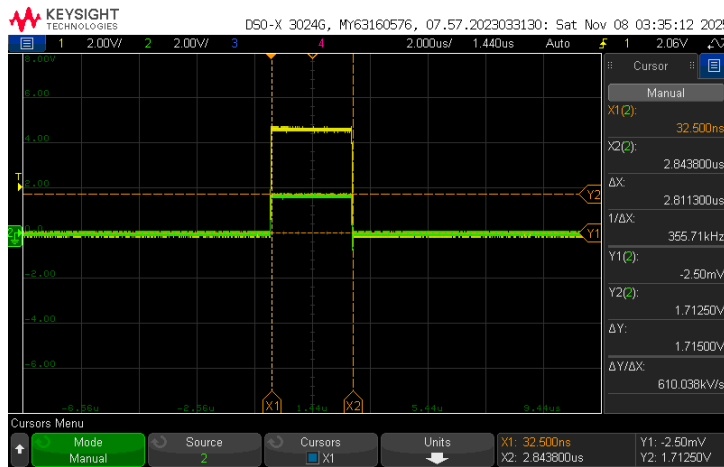 KEYSIGHT
TECHNOLOGIES
DSO-X 3024G, MY63160576, 07.57.2023033130: Sat Nov 08 03:35:12 2025
1 2.00V/ 2 2.00V/ 3 4 2.000us/ 1.440us Auto 1 2.06V
8.00V
6.00
4.00
2.00
0.0
-2.00
-4.00
-6.00
T
2
Y2
Y1
-6.56u -2.56u 1.44u 5.44u 9.44us
X1 X2
Cursor
Manual
X1(2):
32.500ns
X2(2):
2.843800us
ΔX:
2.811300us
1/ΔX:
355.71kHz
Y1(2):
-2.50mV
Y2(2):
1.71250V
ΔY:
1.71500V
ΔY/ΔX:
610.038kV/s
Cursors Menu
Mode
Manual
Source
2
Cursors
X1
Units
X1: 32.500ns
X2: 2.843800us
Y1: -2.50mV
Y2: 1.71250V